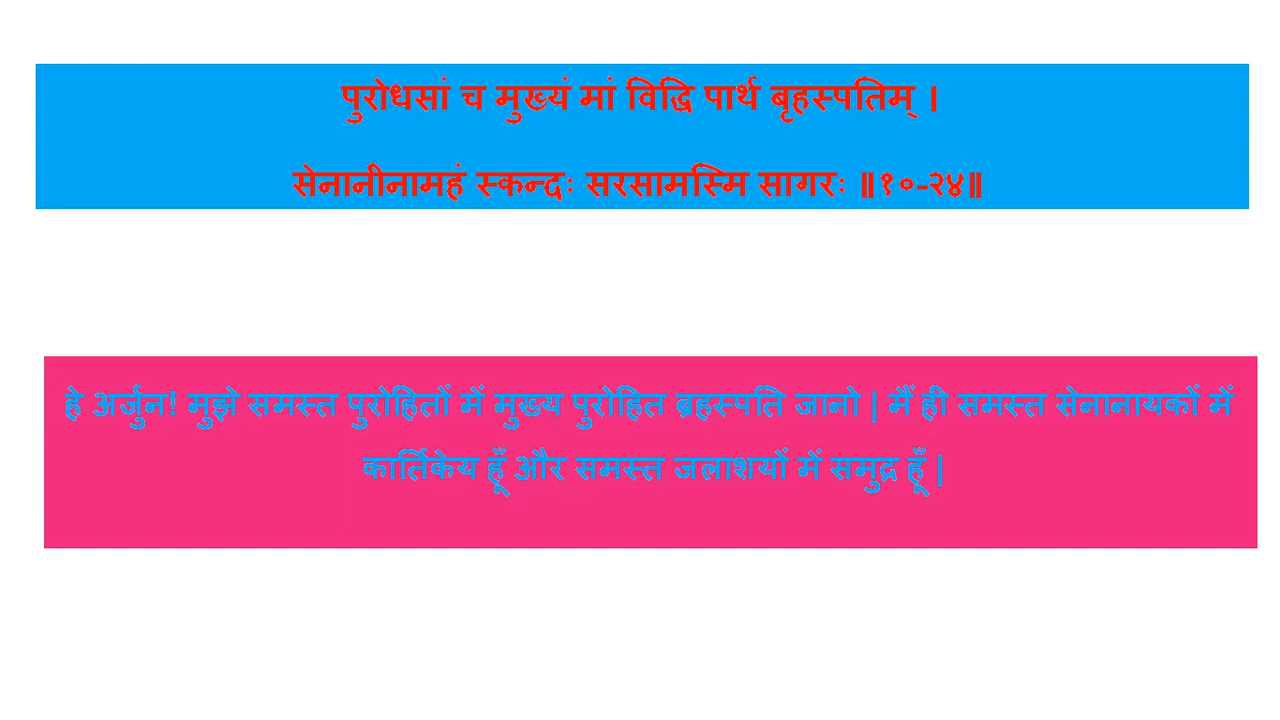 पुरोधसां च मुख्यं मां विद्धि पार्थ बृहस्पतिम् ।
सेनानीनामहं स्कन्दः सरसामस्मि सागरः ॥१०-२४॥
हे अर्जुन! मुझे समस्त पुरोहितों में मुख्य पुरोहित ब्रहस्पति जानो | मैं ही समस्त सेनानायकों में
कार्तिकेय हूँ और समस्त जलाशयों में समुद्र हूँ |